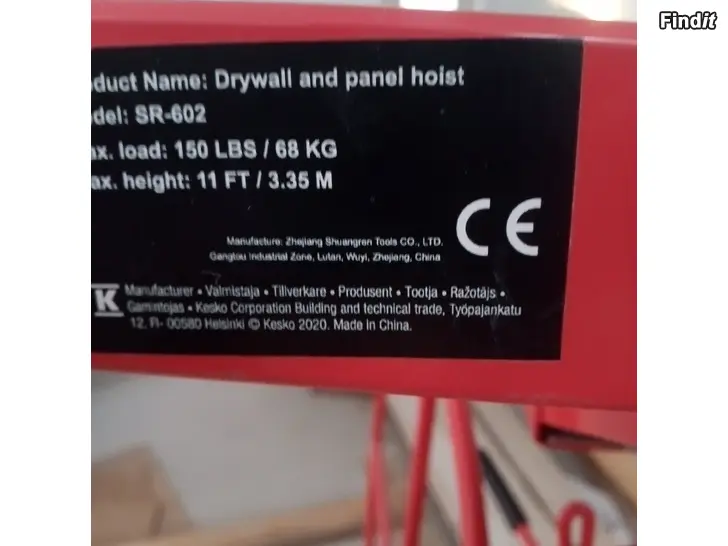 Findit
duct Name: Drywall and panel hoist
del: SR-602
ax. load: 150 LBS / 68 KG
ax. height: 11 FT / 3.35 M
CE
Manufacture: Zhejiang Shuangren Tools CO., LTD.
Gangtou Industrial Zone, Lutan, Wuyi, Zhejiang, China
K
Manufacturer • Valmistaja • Tillverkare • Produsent • Tootja • Ražotājs •
Gamintojas • Kesko Corporation Building and technical trade, Työpajankatu
12, FI- 00580 Helsinki © Kesko 2020. Made in China.